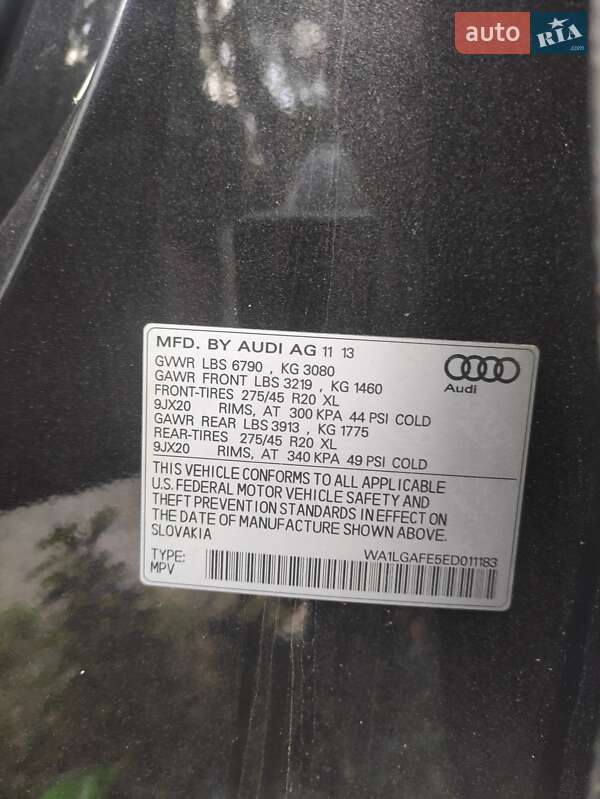 auto RIA.com
MFD. BY AUDI AG 11 13
GVWR LBS 6790 , KG 3080
GAWR FRONT LBS 3219 , KG 1460
FRONT-TIRES 275/45 R20 XL
9JX20 RIMS, AT 300 KPA 44 PSI COLD
GAWR REAR LBS 3913 , KG 1775
REAR-TIRES 275/45 R20 XL
9JX20 RIMS, AT 340 KPA 49 PSI COLD
Audi
THIS VEHICLE CONFORMS TO ALL APPLICABLE
U.S. FEDERAL MOTOR VEHICLE SAFETY AND
THEFT PREVENTION STANDARDS IN EFFECT ON
THE DATE OF MANUFACTURE SHOWN ABOVE.
SLOVAKIA
TYPE: WA1LGAFE5ED011183
MPV